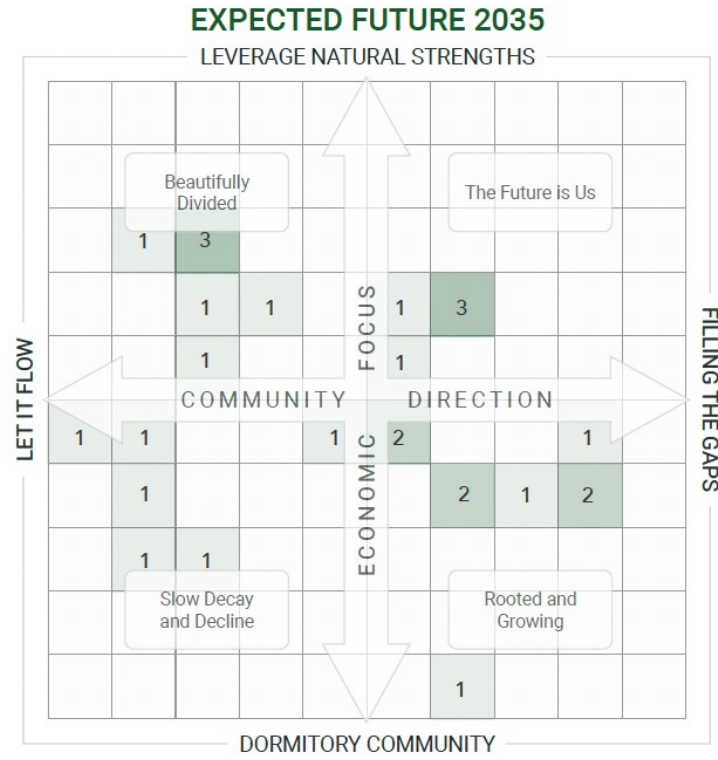 EXPECTED FUTURE 2035
LEVERAGE NATURAL STRENGTHS
Beautifully
Divided
The Future is Us
1 3
1 1 1 3
1 1
FOCUS
LET IT FLOW
COMMUNITY DIRECTION
FILLING THE GAPS
1 1 1 2 1
ECONOMIC
1 2 1 2
1 1
Slow Decay
and Decline
Rooted and
Growing
1
DORMITORY COMMUNITY